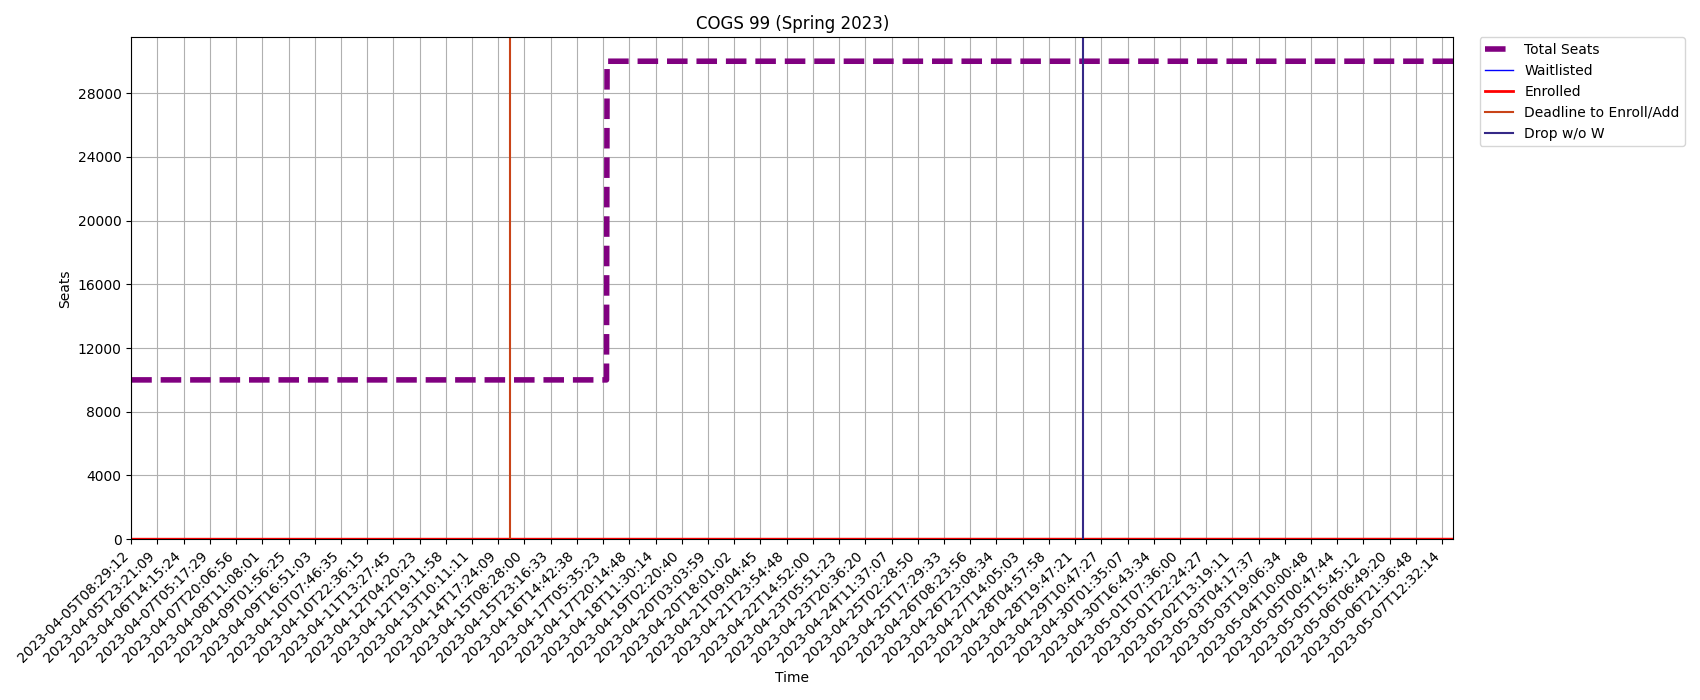 COGS 99 (Spring 2023)
Total Seats
Waitlisted
Enrolled
Deadline to Enroll/Add
Drop w/o W
Seats
28000
24000
20000
16000
12000
8000
4000
0
2023-04-05T08:29:12
2023-04-05T23:21:09
2023-04-06T14:15:24
2023-04-07T05:17:29
2023-04-07T20:06:56
2023-04-08T11:08:01
2023-04-09T01:56:25
2023-04-09T16:51:03
2023-04-10T07:46:35
2023-04-10T22:36:15
2023-04-11T13:27:45
2023-04-12T04:20:23
2023-04-12T19:11:58
2023-04-13T10:11:11
2023-04-14T17:24:09
2023-04-15T08:28:00
2023-04-15T23:16:33
2023-04-16T14:42:38
2023-04-17T05:35:23
2023-04-17T20:14:48
2023-04-18T11:30:14
2023-04-19T02:20:40
2023-04-20T03:03:59
2023-04-20T18:01:02
2023-04-21T09:04:45
2023-04-21T23:54:48
2023-04-22T14:52:00
2023-04-23T05:51:23
2023-04-23T20:36:20
2023-04-24T11:37:07
2023-04-25T02:28:50
2023-04-25T17:29:33
2023-04-26T08:23:56
2023-04-26T23:08:34
2023-04-27T14:05:03
2023-04-28T04:57:58
2023-04-28T19:47:21
2023-04-29T10:47:27
2023-04-30T01:35:07
2023-04-30T16:43:34
2023-05-01T07:36:00
2023-05-01T22:24:27
2023-05-02T13:19:11
2023-05-03T04:17:37
2023-05-03T19:06:34
2023-05-04T10:00:48
2023-05-05T00:47:44
2023-05-05T15:45:12
2023-05-06T06:49:20
2023-05-06T21:36:48
2023-05-07T12:32:14
Time